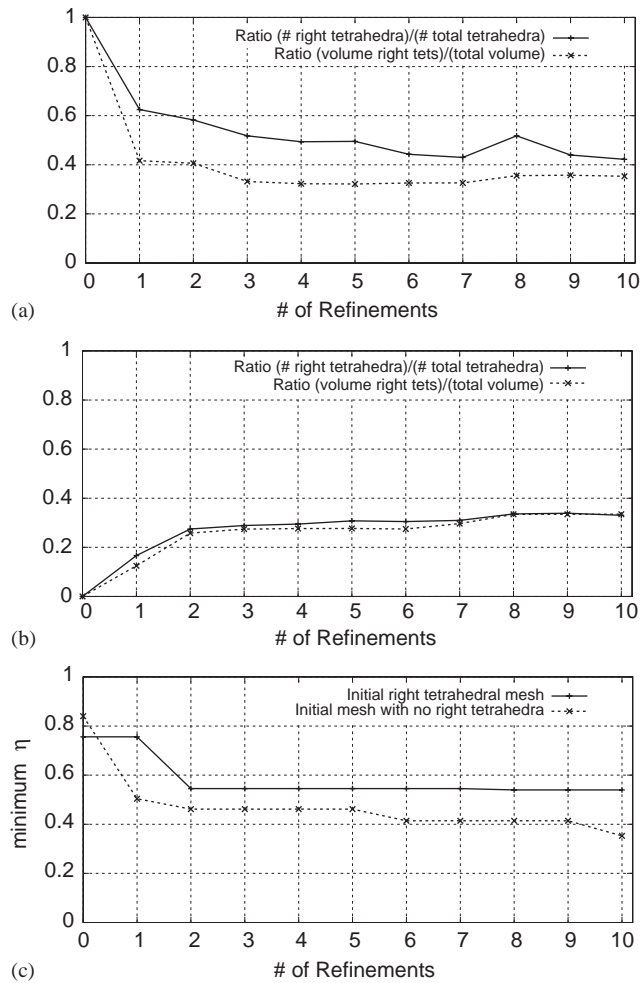 1
Ratio (# right tetrahedra)/(# total tetrahedra)
Ratio (volume right tets)/(total volume)
0.8
0.6
0.4
0.2
0
0 1 2 3 4 5 6 7 8 9 10
(a) # of Refinements
1
Ratio (# right tetrahedra)/(# total tetrahedra)
Ratio (volume right tets)/(total volume)
0.8
0.6
0.4
0.2
0
0 1 2 3 4 5 6 7 8 9 10
(b) # of Refinements
1
Initial right tetrahedral mesh
Initial mesh with no right tetrahedra
0.8
0.6
0.4
0.2
0
minimum η
0 1 2 3 4 5 6 7 8 9 10
(c) # of Refinements